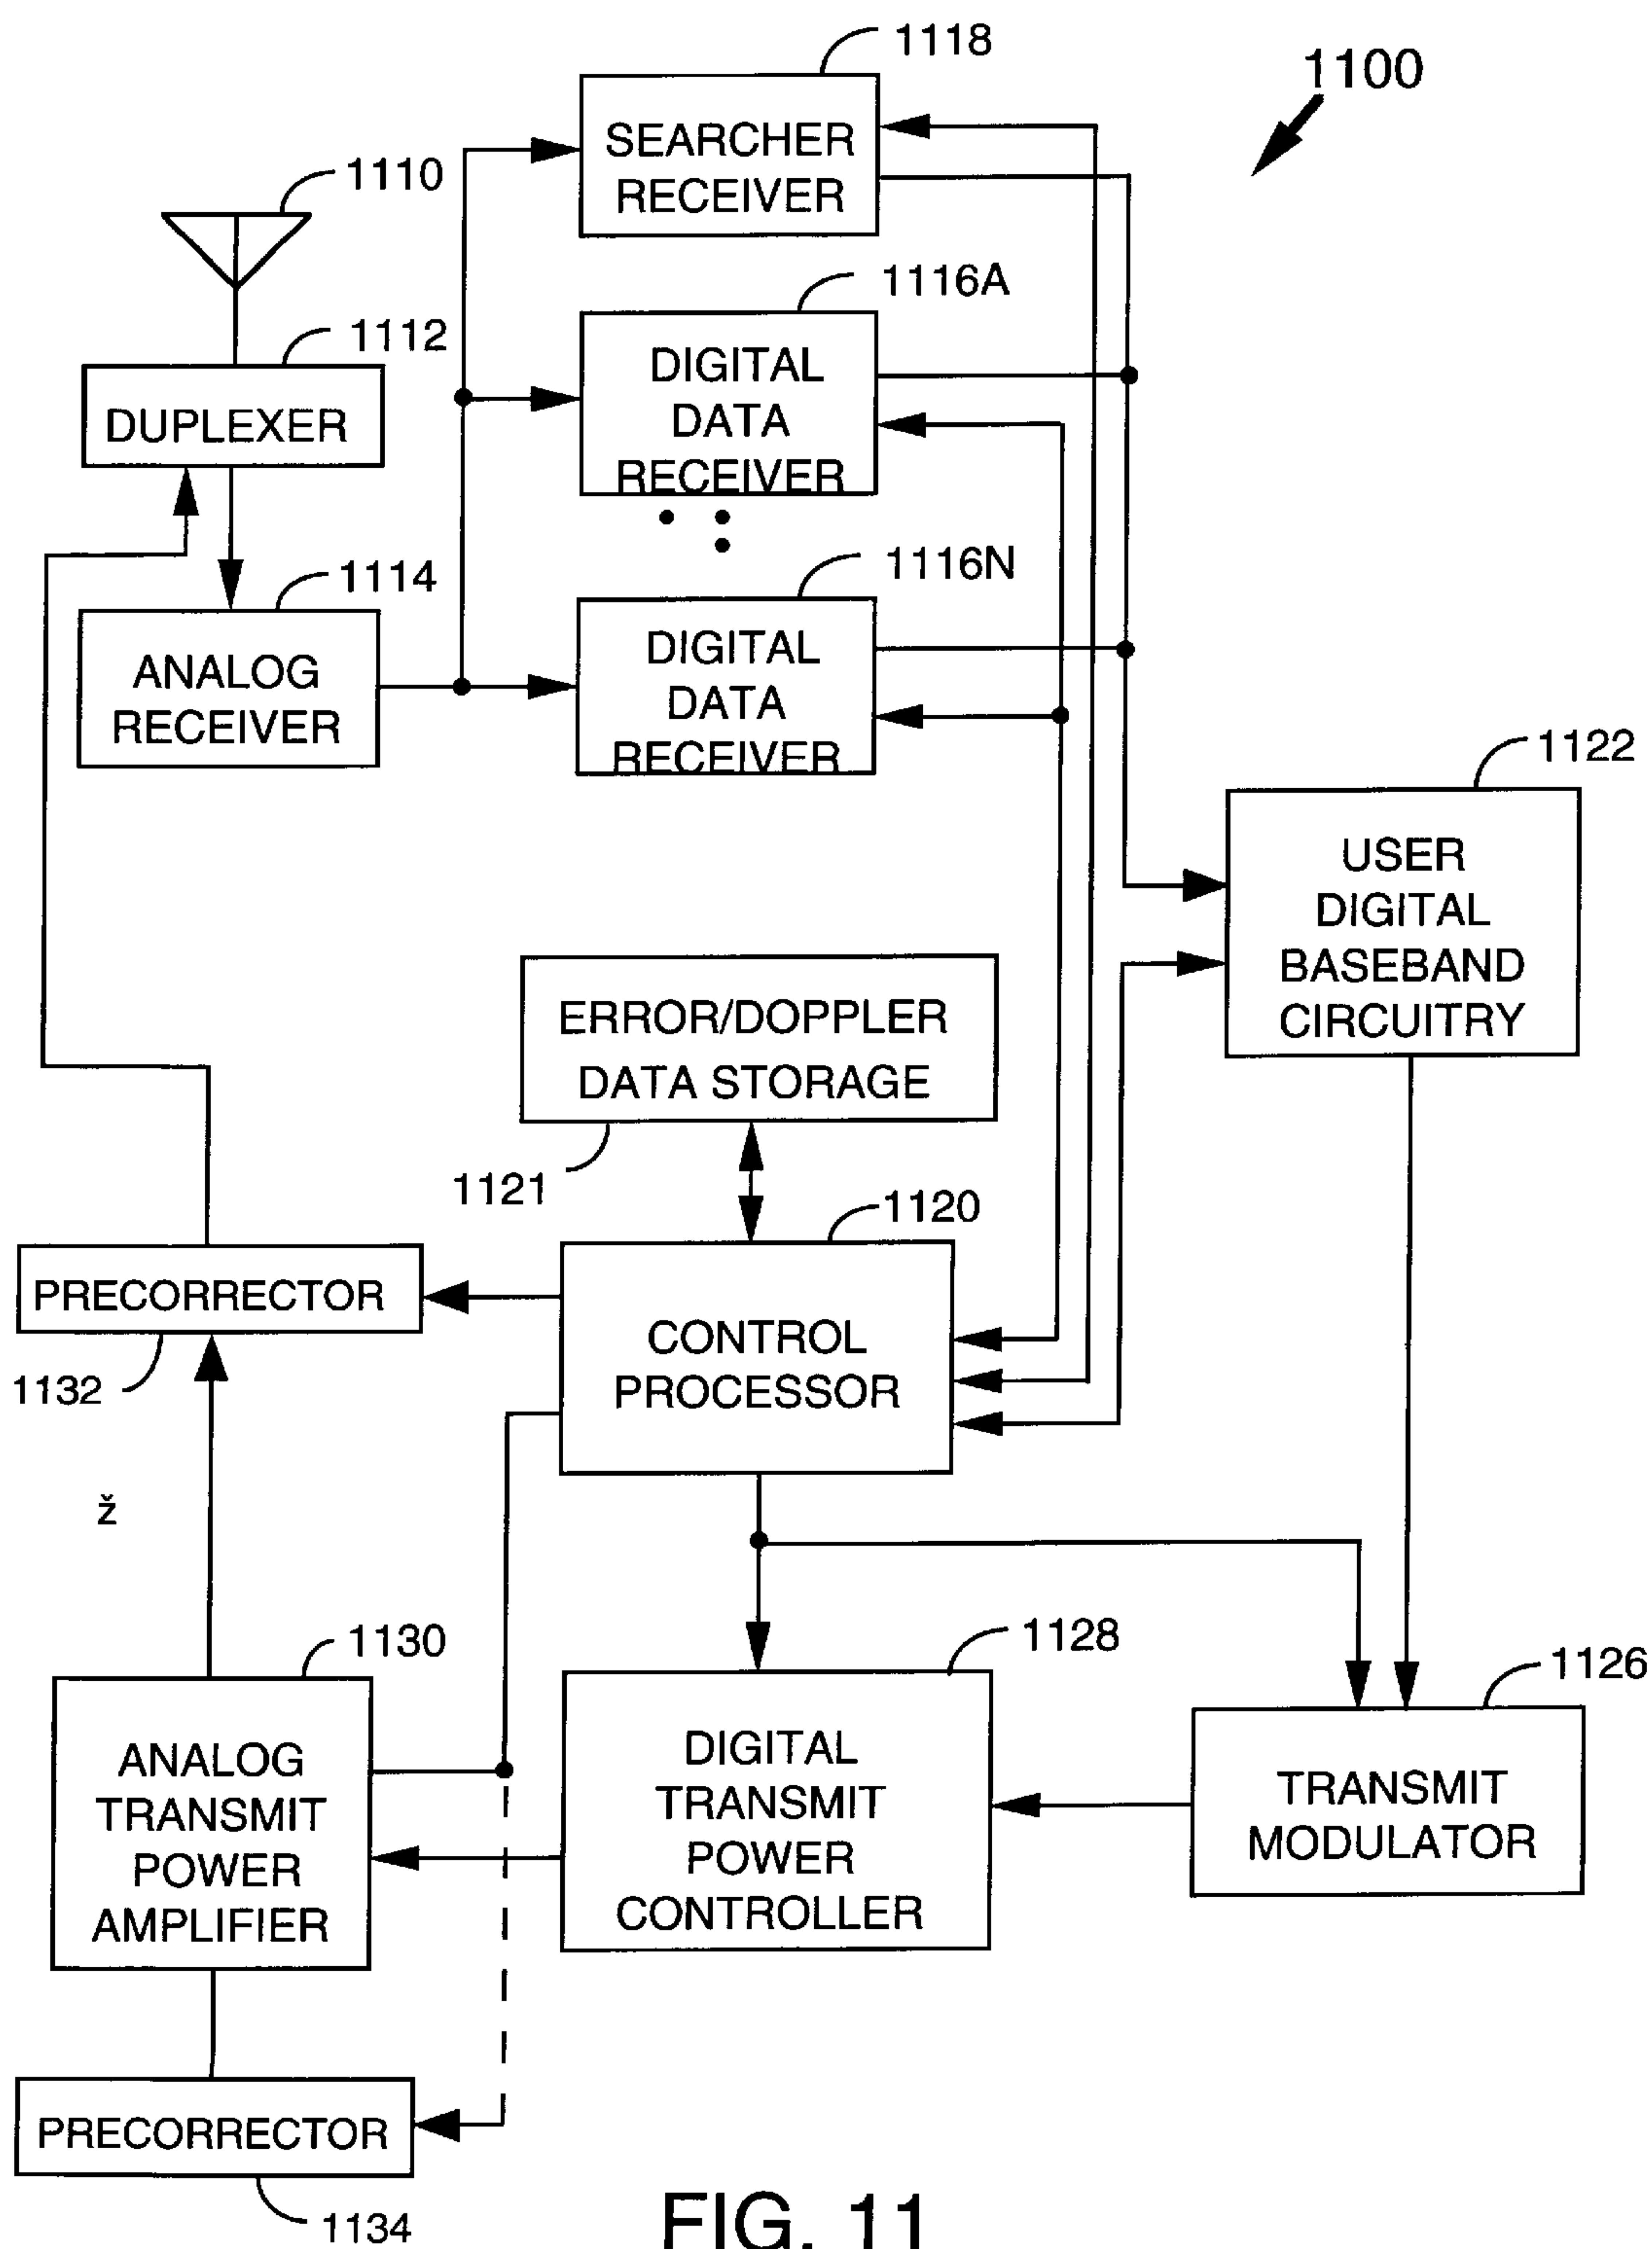 1118
1100
SEARCHER
RECEIVER
1110
1116A
1112
DIGITAL
DATA
RECEIVER
DUPLEXER
1116N
1114
DIGITAL
DATA
RECEIVER
ANALOG
RECEIVER
1122
USER
DIGITAL
BASEBAND
CIRCUITRY
ERROR/DOPPLER
DATA STORAGE
1121
1120
PRECORRECTOR
CONTROL
PROCESSOR
1132
ž
1130
1128
1126
ANALOG
TRANSMIT
POWER
AMPLIFIER
DIGITAL
TRANSMIT
POWER
CONTROLLER
TRANSMIT
MODULATOR
PRECORRECTOR
1134
FIG. 11